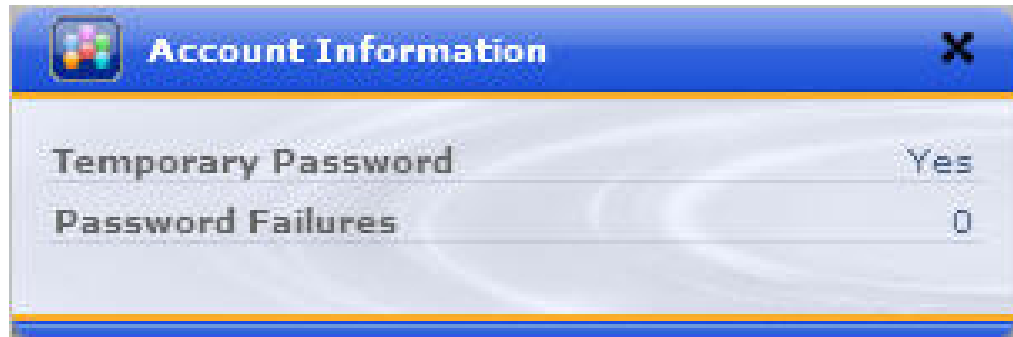 Account Information
Temporary Password Yes
Password Failures 0